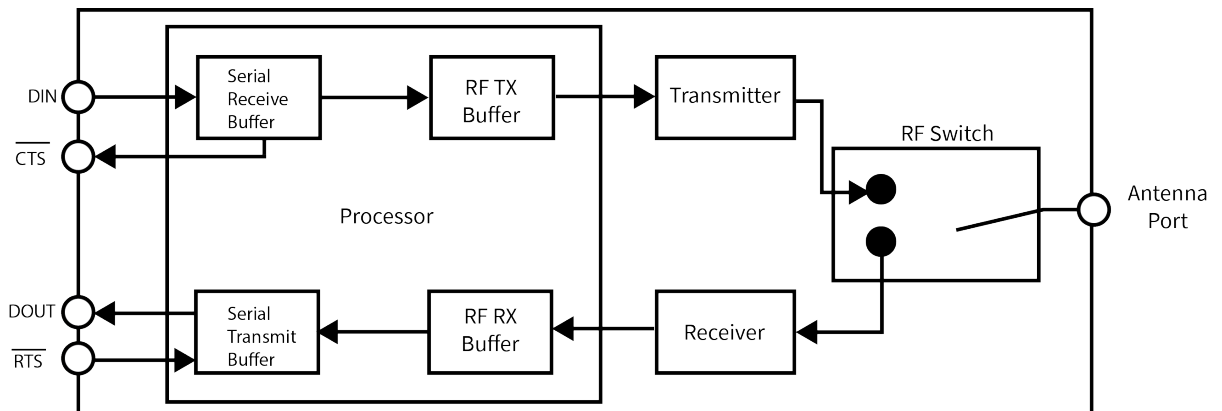 DIN
CTS
DOUT
RTS
Serial
Receive
Buffer
RF TX
Buffer
Transmitter
RF Switch
Antenna
Port
Processor
Serial
Transmit
Buffer
RF RX
Buffer
Receiver